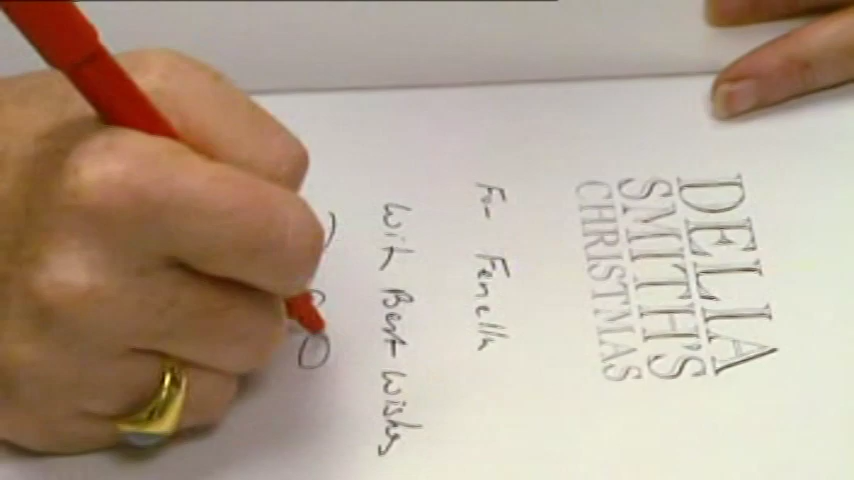 DELIA
SMITH'S
CHRISTMAS
For Fenella
With Best Wishes